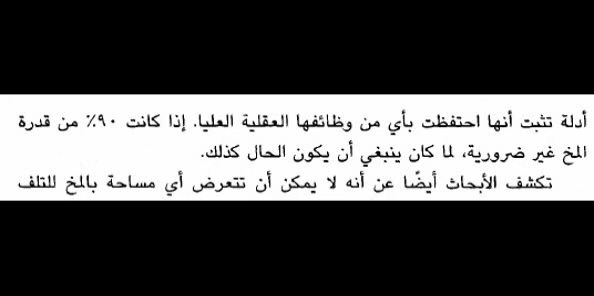 أدلة تثبت أنها احتفظت بأي من وظائفها العقلية العليا. إذا كانت ٩٠٪ من قدرة
المخ غير ضرورية، لما كان ينبغي أن يكون الحال كذلك.
تكشف الأبحاث أيضًا عن أنه لا يمكن أن تتعرض أي مساحة بالمخ للتلف